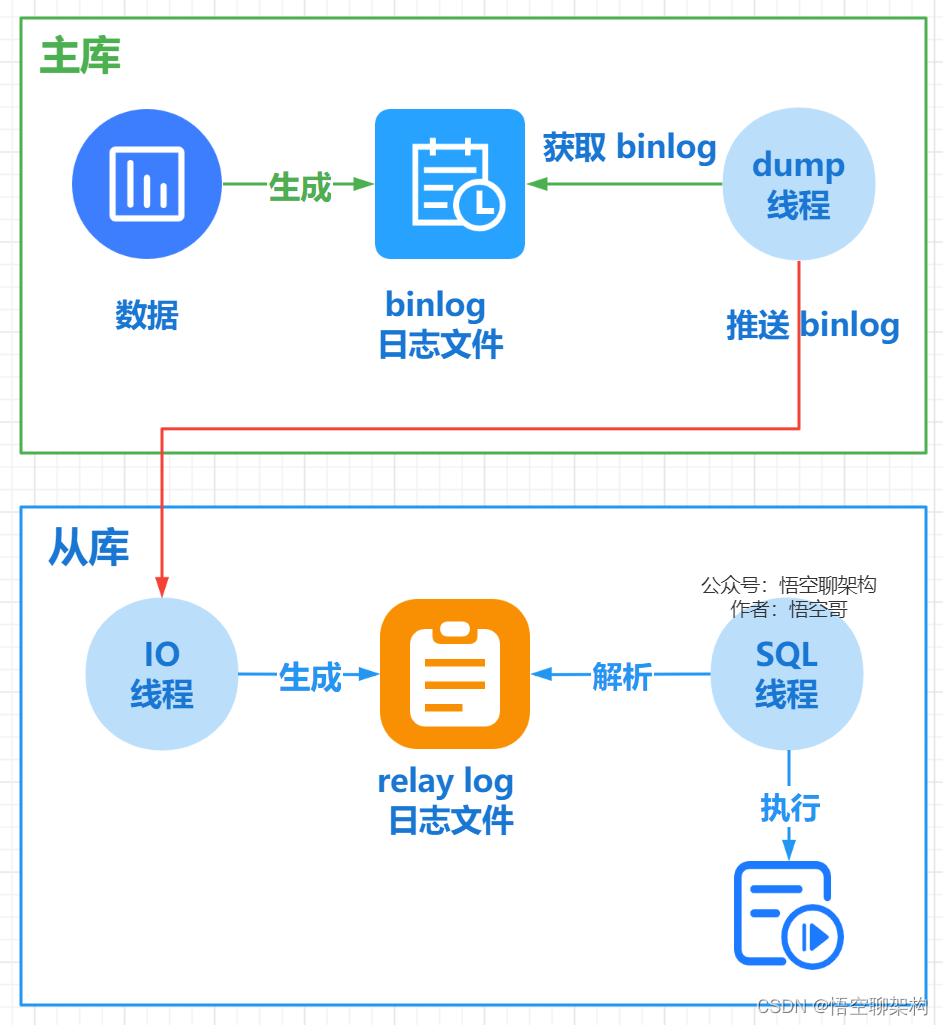 主库
获取 binlog
dump
线程
生成
binlog
日志文件
数据
推送 binlog
从库
公众号：悟空聊架构
作者：悟空哥
IO
线程
生成
解析
SQL
线程
relay log
日志文件
执行
CSDN @悟空聊架构